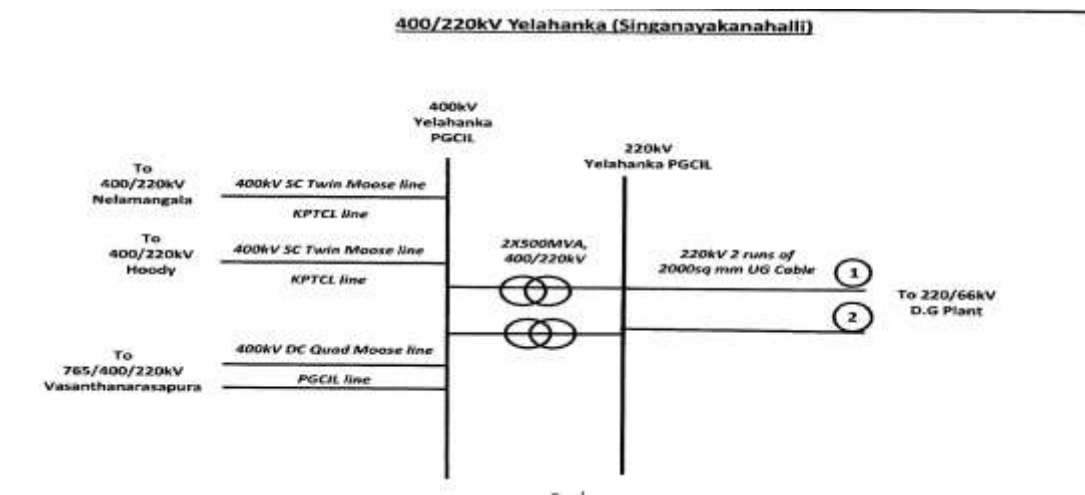 400/220kV Yelahanka (Singanayakanahalli)
400kV
Yelahanka
PGCIL
220kV
Yelahanka PGCIL
To
400/220kV
Nelamangala
400kV SC Twin Moose line
KPTCL line
To
400/220kV
Hoody
400kV SC Twin Moose line
KPTCL line
2X500MVA,
400/220kV
220kV 2 runs of
2000sq mm UG Cable
1
2
To 220/66kV
D.G Plant
To
765/400/220kV
Vasanthanarasapura
400kV DC Quad Moose line
PGCIL line